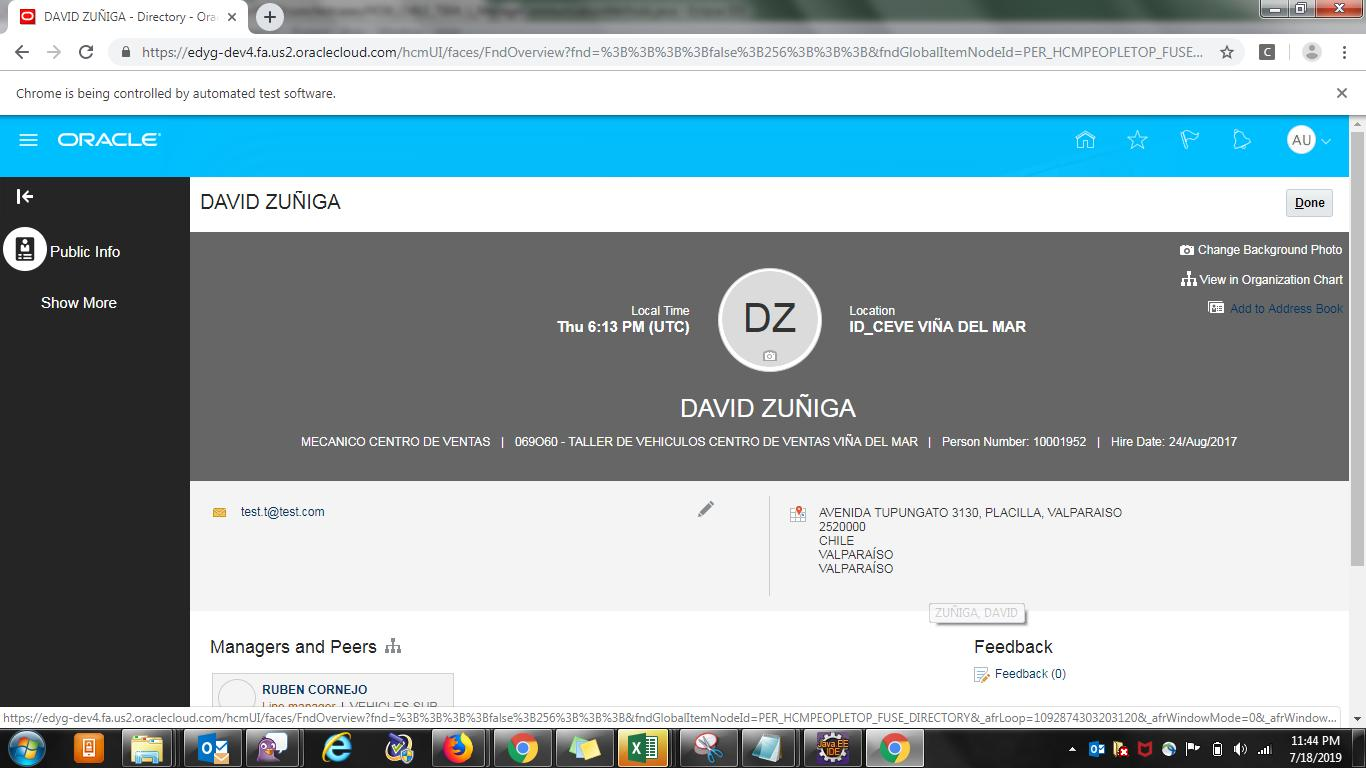 DAVID ZUÑIGA - Directory - Ora
https://edyg-dev4.fa.us2.oraclecloud.com/hcmUI/faces/FndOverview?fnd=%3B%3B%3B%3Bfalse%3B256%3B%3B%3B&fndGlobalItemNodeId=PER_HCMPEOPLETOP_FUSE...
C
Chrome is being controlled by automated test software.
ORACLE
AU
DAVID ZUÑIGA
Done
Public Info
Show More
Change Background Photo
View in Organization Chart
Add to Address Book
Local Time
Thu 6:13 PM (UTC)
DZ
Location
ID_CEVE VIÑA DEL MAR
DAVID ZUÑIGA
MECANICO CENTRO DE VENTAS | 069O60 - TALLER DE VEHICULOS CENTRO DE VENTAS VIÑA DEL MAR | Person Number: 10001952 | Hire Date: 24/Aug/2017
test.t@test.com
AVENIDA TUPUNGATO 3130, PLACILLA, VALPARAISO
2520000
CHILE
VALPARAÍSO
VALPARAÍSO
ZUÑIGA, DAVID
Managers and Peers
Feedback
Feedback (0)
RUBEN CORNEJO
Line manager | VEHICLES SUP
https://edyg-dev4.fa.us2.oraclecloud.com/hcmUI/faces/FndOverview?fnd=%3B%3B%3B%3Bfalse%3B256%3B%3B%3B&fndGlobalItemNodeId=PER_HCMPEOPLETOP_FUSE_DIRECTORY&_afrLoop=1092874303203120&_afrWindowMode=0&_afrWindow...
Java EE
IDE
11:44 PM
7/18/2019